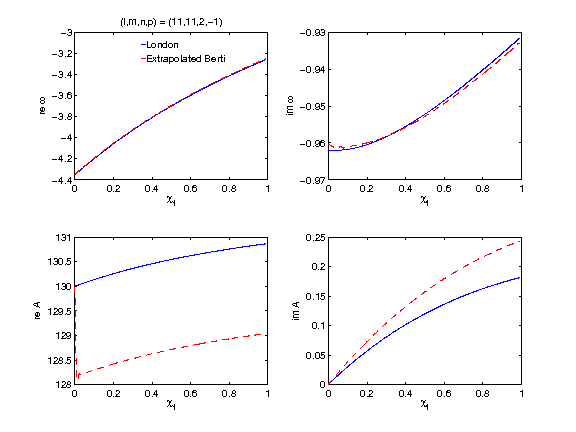 (l,m,n,p) = (11,11,2,−1)
−3
−3.2
−3.4
−3.6
−3.8
−4
−4.2
−4.4
re ω
London
Extrapolated Berti
0 0.2 0.4 0.6 0.8 1
χf
−0.93
−0.94
−0.95
−0.96
−0.97
im ω
0 0.2 0.4 0.6 0.8 1
χf
131
130.5
130
129.5
129
128.5
128
re A
0 0.2 0.4 0.6 0.8 1
χf
0.25
0.2
0.15
0.1
0.05
0
im A
0 0.2 0.4 0.6 0.8 1
χf